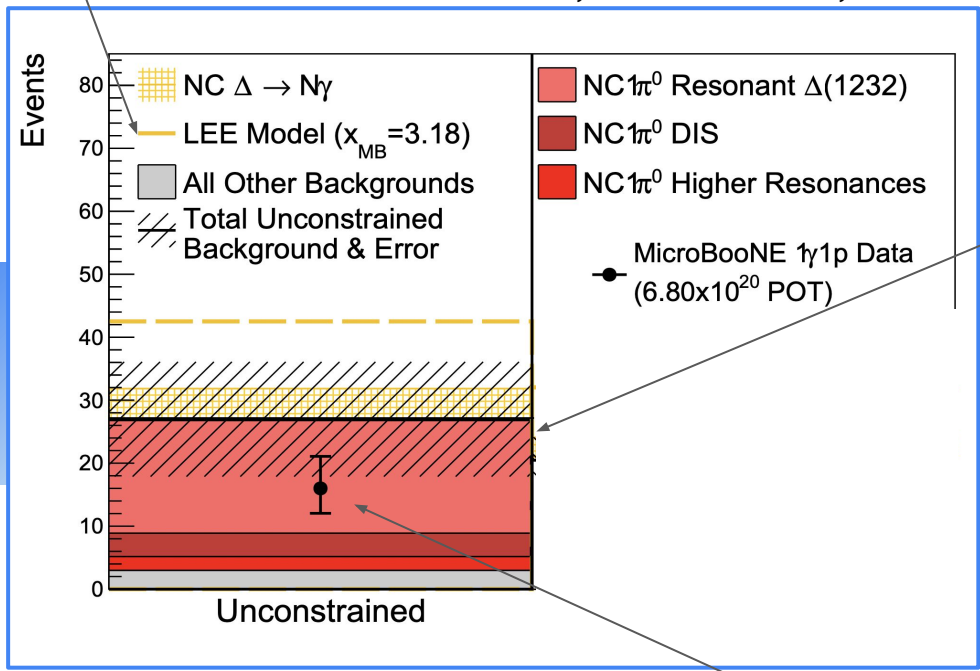 Events
80
70
60
50
40
30
20
10
0
NC Δ → Nγ
LEE Model (x_MB=3.18)
All Other Backgrounds
Total Unconstrained
Background & Error
NC1π⁰ Resonant Δ(1232)
NC1π⁰ DIS
NC1π⁰ Higher Resonances
MicroBooNE 1γ1p Data
(6.80x10²⁰ POT)
Unconstrained